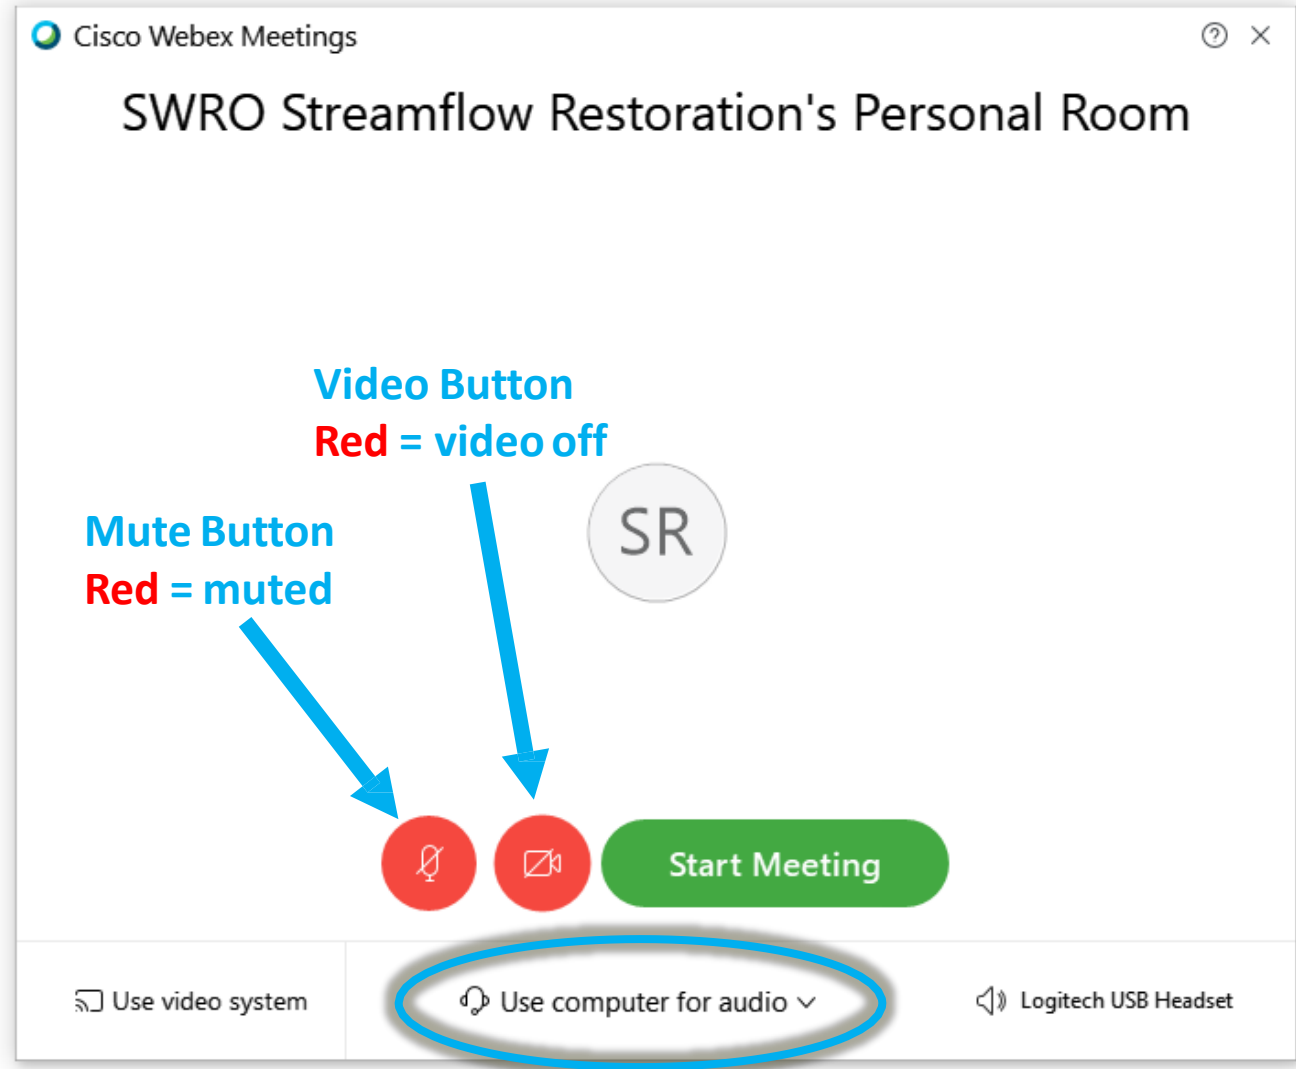 Cisco Webex Meetings
SWRO Streamflow Restoration's Personal Room
Video Button
Red = video off
SR
Mute Button
Red = muted
Start Meeting
Use video system
Use computer for audio
Logitech USB Headset